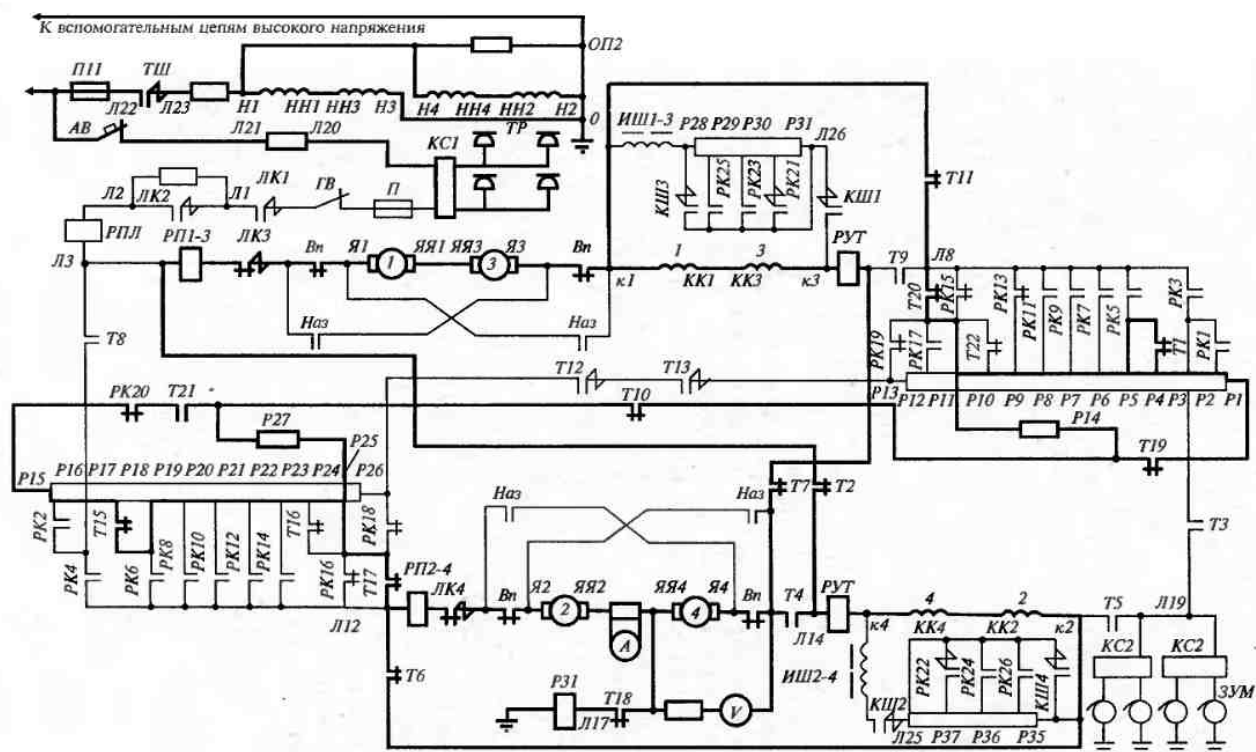 К вспомогательным цепям высокого напряжения
ОП2
П11 ТШ
Л22 Л23
Н1 НН1 НН3 Н3 Н4 НН4 НН2 Н2
0
АВ Л21 Л20 КС1 ТР
ИШ1-3 Р28 Р29 Р30 Р31 Л26
КШ3 РК25 РК23 РК21 КШ1
Т11
Л2 ЛК2 Л1 ЛК1 ГВ П
РПЛ РП1-3 ЛК3
Л3 Вп Я1 ЯЯ1 ЯЯ3 Я3 Вп
1 3
к1 1 КК1 3 КК3 к3 РУТ
Т9 Л8
Т20 РК15 РК13 РК11 РК9 РК7 РК5 РК3
РК19 РК17 Т22 Т1 РК1
Наз Наз
Т8
Т12 Т13
Р13 Р12 Р11 Р10 Р9 Р8 Р7 Р6 Р5 Р4 Р3 Р2 Р1
РК20 Т21 Т10
Р27 Р14
Р25
Т19
Р15 Р16 Р17 Р18 Р19 Р20 Р21 Р22 Р23 Р24 Р26
Т7 Т2
Наз Наз
РК2 Т15 Т16 РК18
Т3
РК4 РК6 РК8 РК10 РК12 РК14 РК16 Т17
РП2-4 ЛК4
Вп Я2 ЯЯ2 ЯЯ4 Я4 Вп Т4 РУТ
2 4
А
Л12 Л14
к4 4 КК4 2 КК2 к2
Т5 Л19
Т6
ИШ2-4 РК22 РК24 РК26 КШ4
КС2 КС2
КШ2
ЗУМ
Р31 Т18
Л17
V
Л25 Р37 Р36 Р35